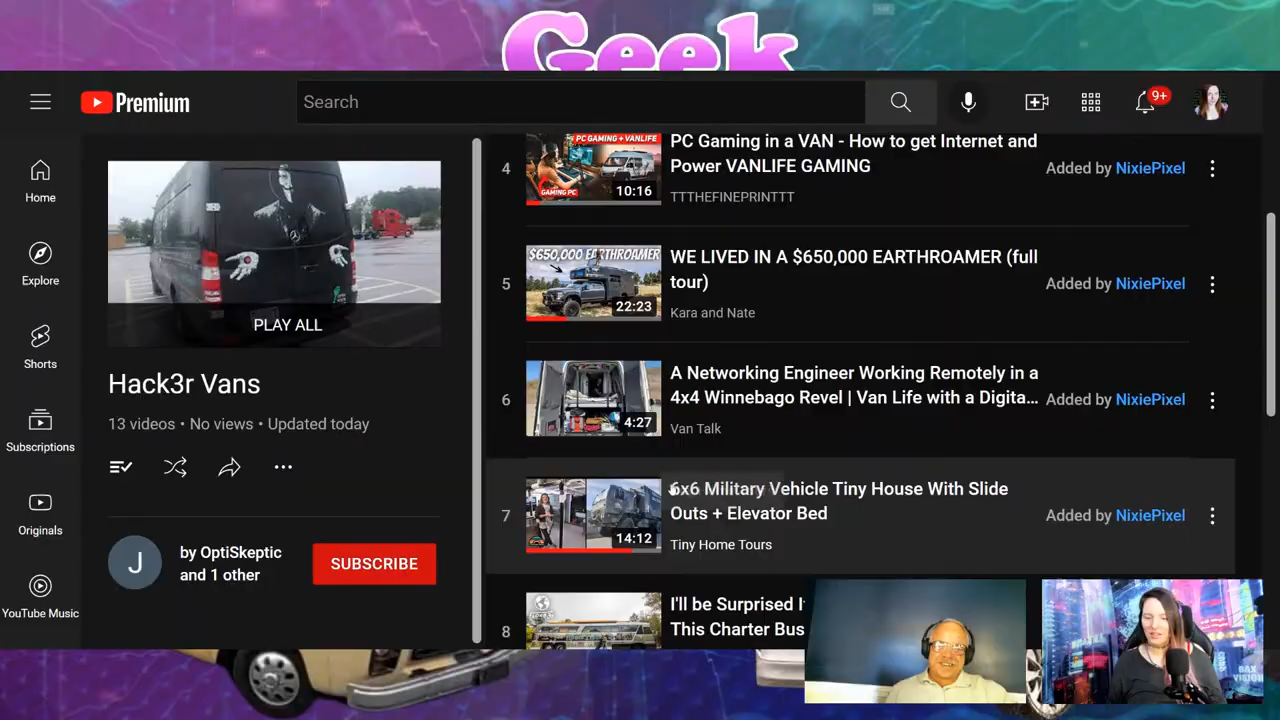 Geek
Premium
Search
9+
Home
Explore
Shorts
Subscriptions
Originals
YouTube Music
PLAY ALL
Hack3r Vans
13 videos • No views • Updated today
J
by OptiSkeptic
and 1 other
SUBSCRIBE
4
PC GAMING + VANLIFE
GAMING PC
10:16
PC Gaming in a VAN - How to get Internet and
Power VANLIFE GAMING
TTTHEFINEPRINTTT
Added by NixiePixel
5
$650,000 EARTHROAMER
22:23
WE LIVED IN A $650,000 EARTHROAMER (full
tour)
Kara and Nate
Added by NixiePixel
6
4:27
A Networking Engineer Working Remotely in a
4x4 Winnebago Revel | Van Life with a Digita...
Van Talk
Added by NixiePixel
7
14:12
6x6 Military Vehicle Tiny House With Slide
Outs + Elevator Bed
Tiny Home Tours
Added by NixiePixel
8
I'll be Surprised
This Charter Bus